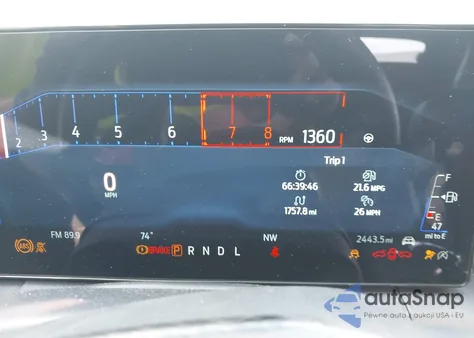 2 3 4 5 6 7 8 RPM 1360
Trip 1
0
MPH
66:39:46 21.6 MPG
1757.8 mi 26 MPH
F
E
47
mi to E
FM 89.9 74° NW 2443.5 mi
ABS BRAKE P R N D L
autoSnap
Pewne auta z aukcji USA i EU